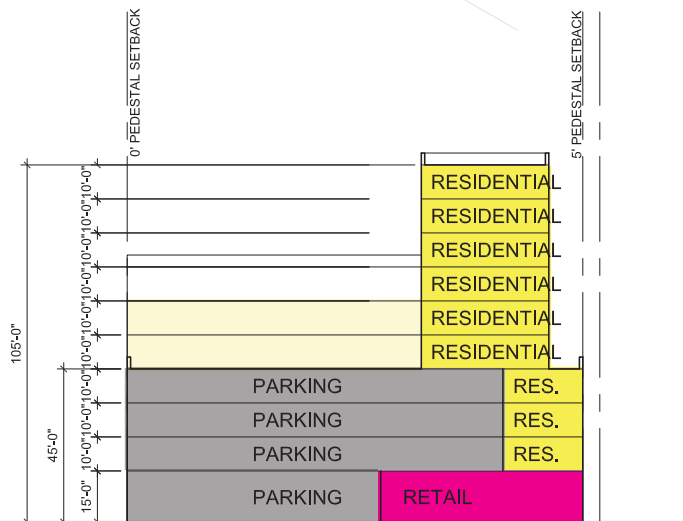 0' PEDESTAL SETBACK
5' PEDESTAL SETBACK
RESIDENTIAL
RESIDENTIAL
RESIDENTIAL
RESIDENTIAL
RESIDENTIAL
RESIDENTIAL
PARKING RES.
PARKING RES.
PARKING RES.
PARKING RETAIL
105'-0"
45'-0"
10'-0"
10'-0"
10'-0"
10'-0"
10'-0"
10'-0"
10'-0"
10'-0"
10'-0"
15'-0"